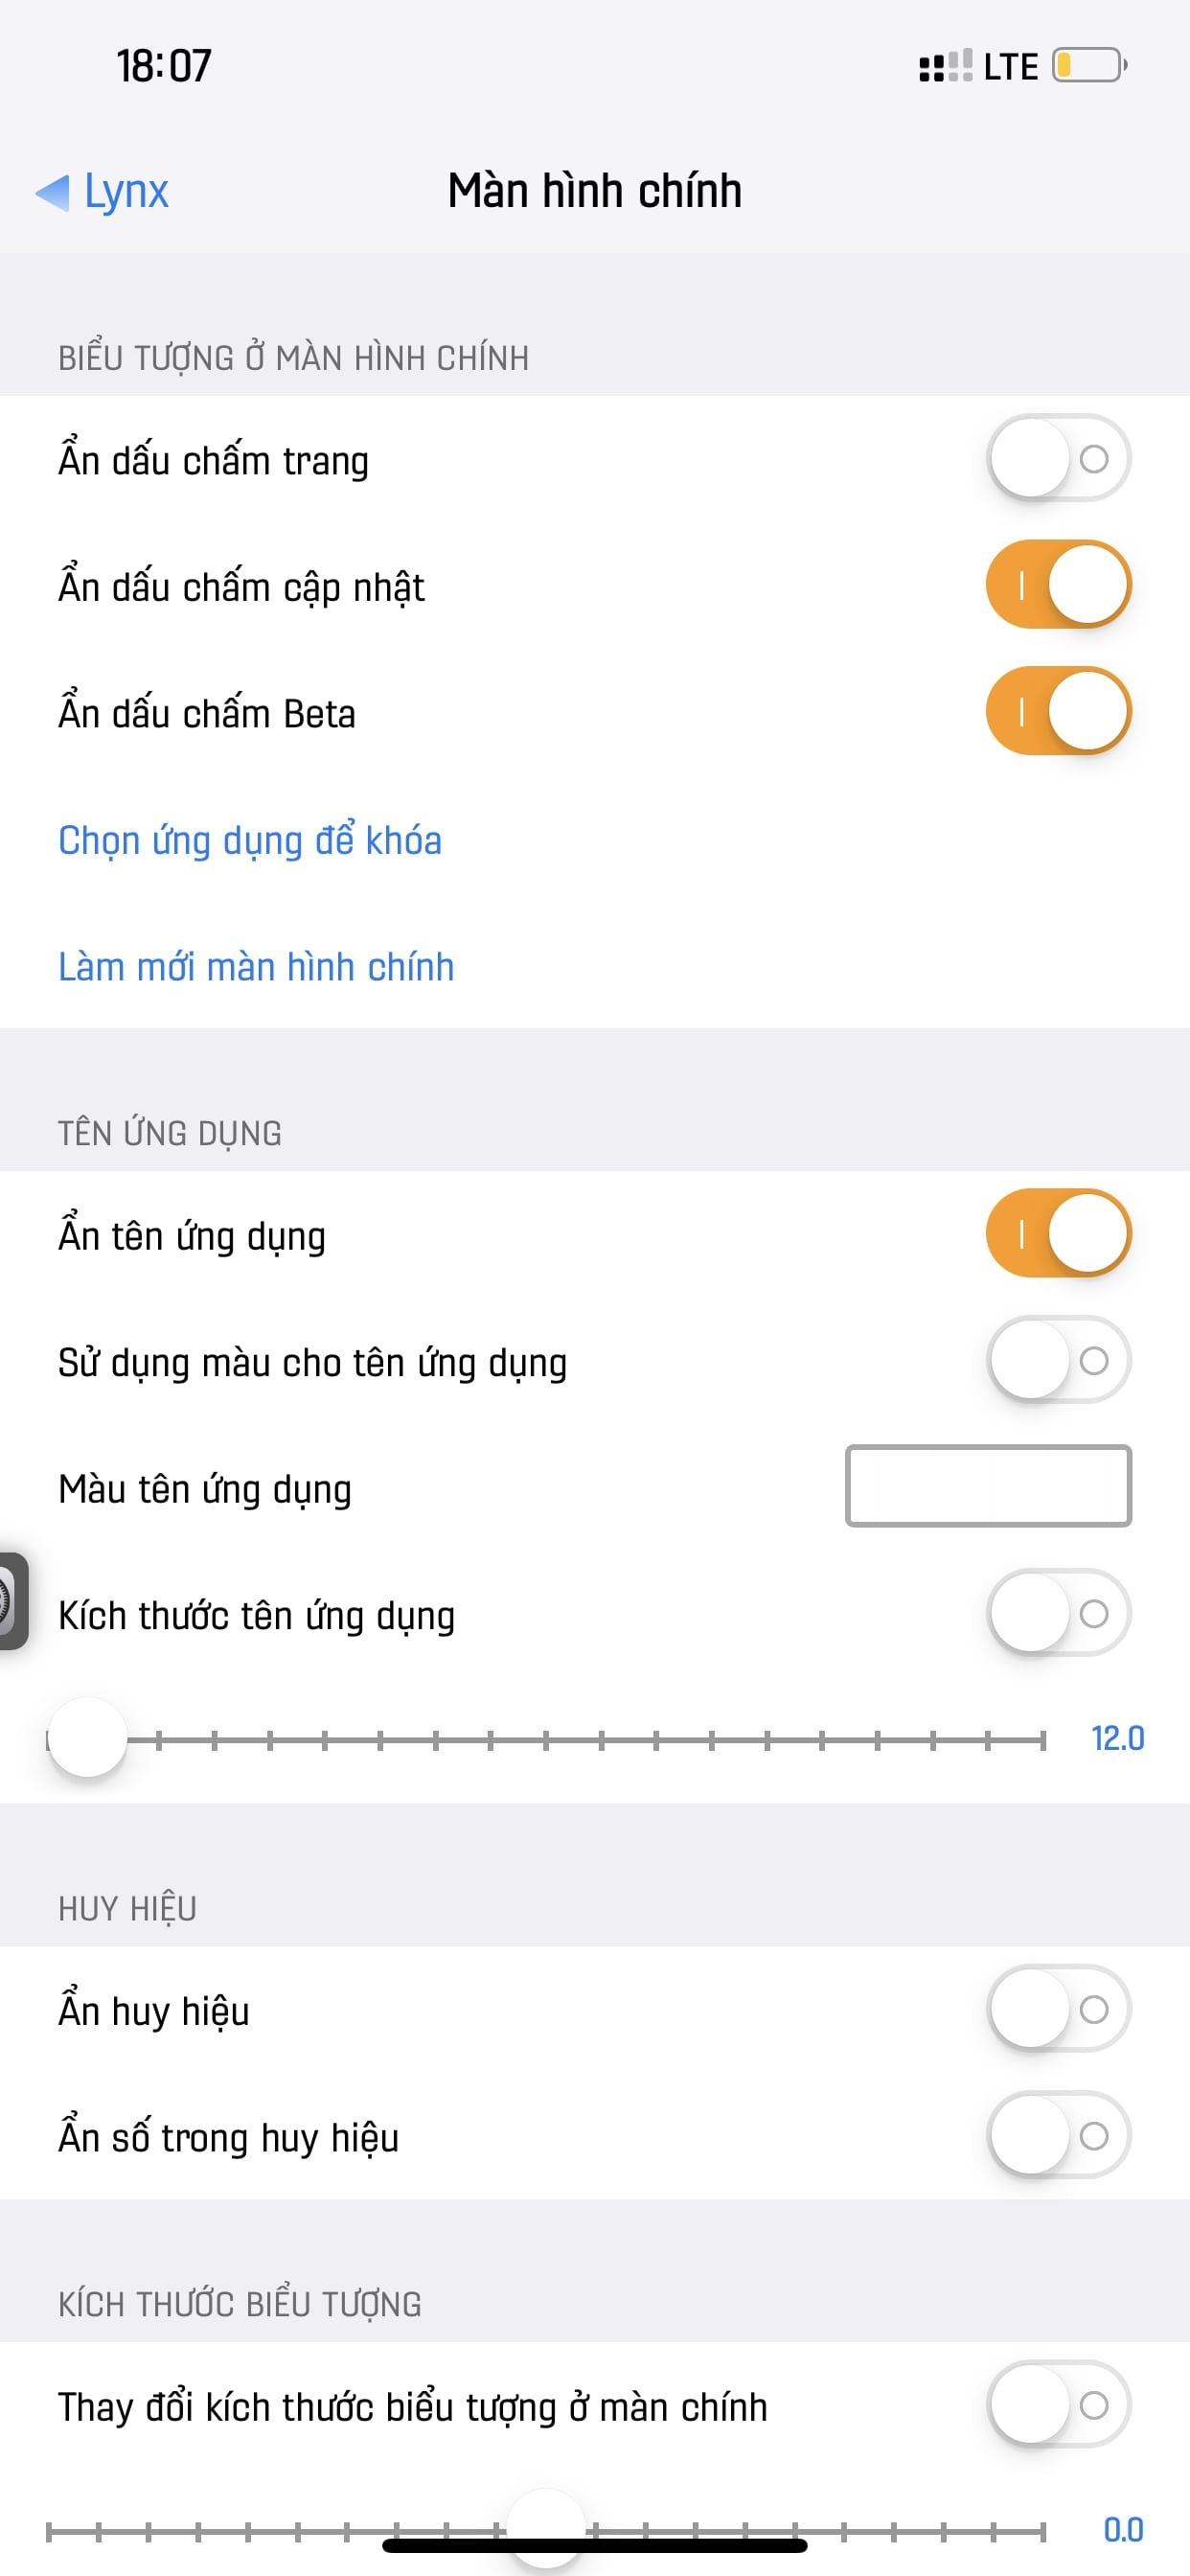 18:07
LTE
Lynx
Màn hình chính
BIỂU TƯỢNG Ở MÀN HÌNH CHÍNH
Ẩn dấu chấm trang
Ẩn dấu chấm cập nhật
Ẩn dấu chấm Beta
Chọn ứng dụng để khóa
Làm mới màn hình chính
TÊN ỨNG DỤNG
Ẩn tên ứng dụng
Sử dụng màu cho tên ứng dụng
Màu tên ứng dụng
Kích thước tên ứng dụng
12.0
HUY HIỆU
Ẩn huy hiệu
Ẩn số trong huy hiệu
KÍCH THƯỚC BIỂU TƯỢNG
Thay đổi kích thước biểu tượng ở màn chính
0.0